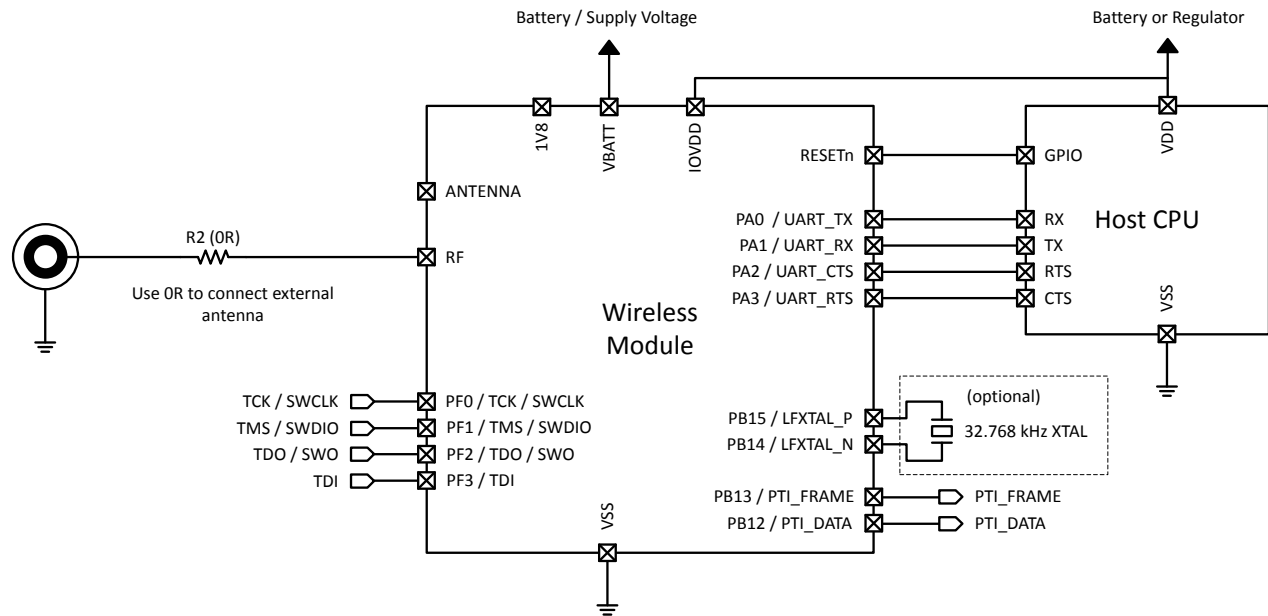 Battery / Supply Voltage
Battery or Regulator
1V8
VBATT
IOVDD
VDD
RESETn
GPIO
ANTENNA
R2 (0R)
RF
Use 0R to connect external
antenna
PA0 / UART_TX
RX
PA1 / UART_RX
TX
PA2 / UART_CTS
RTS
PA3 / UART_RTS
CTS
Host CPU
VSS
Wireless
Module
TCK / SWCLK
PF0 / TCK / SWCLK
TMS / SWDIO
PF1 / TMS / SWDIO
TDO / SWO
PF2 / TDO / SWO
TDI
PF3 / TDI
PB15 / LFXTAL_P
PB14 / LFXTAL_N
(optional)
32.768 kHz XTAL
PB13 / PTI_FRAME
PTI_FRAME
PB12 / PTI_DATA
PTI_DATA
VSS